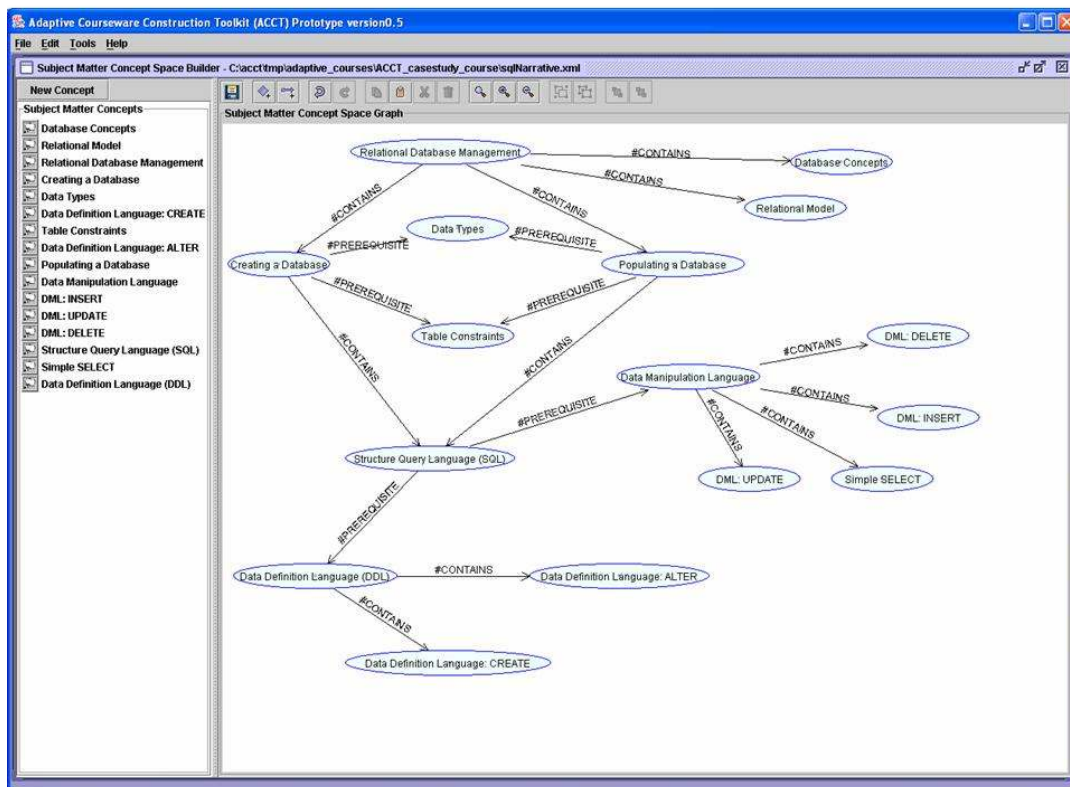 Adaptive Courseware Construction Toolkit (ACCT) Prototype version0.5
File Edit Tools Help
Subject Matter Concept Space Builder - C:\acct\tmp\adaptive_courses\ACCT_casestudy_course\sqlNarrative.xml
New Concept
Subject Matter Concepts
Database Concepts
Relational Model
Relational Database Management
Creating a Database
Data Types
Data Definition Language: CREATE
Table Constraints
Data Definition Language: ALTER
Populating a Database
Data Manipulation Language
DML: INSERT
DML: UPDATE
DML: DELETE
Structure Query Language (SQL)
Simple SELECT
Data Definition Language (DDL)
Subject Matter Concept Space Graph
Relational Database Management
#CONTAINS
Database Concepts
#CONTAINS
Relational Model
#CONTAINS
#CONTAINS
Data Types
#PREREQUISITE
#PREREQUISITE
Creating a Database
Populating a Database
#PREREQUISITE
#PREREQUISITE
Table Constraints
#CONTAINS
#CONTAINS
DML: DELETE
#CONTAINS
Data Manipulation Language
#CONTAINS
DML: INSERT
#PREREQUISITE
#CONTAINS
#CONTAINS
Structure Query Language (SQL)
DML: UPDATE
Simple SELECT
#PREREQUISITE
Data Definition Language (DDL)
#CONTAINS
Data Definition Language: ALTER
#CONTAINS
Data Definition Language: CREATE